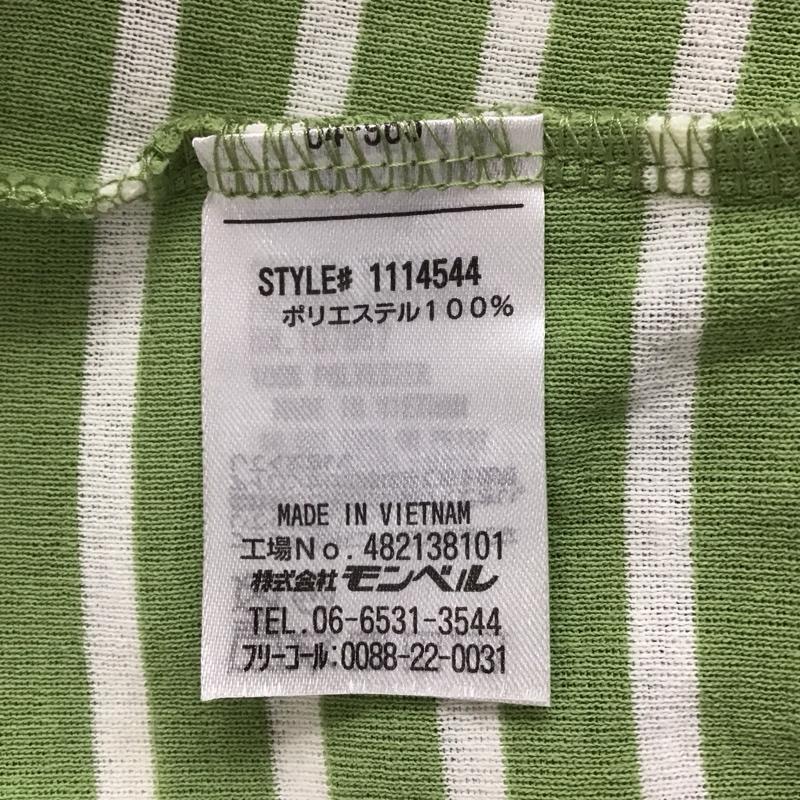 STYLE# 1114544
ポリエステル100%
MADE IN VIETNAM
工場No.482138101
株式会社モンベル
TEL.06-6531-3544
フリーコール:0088-22-0031